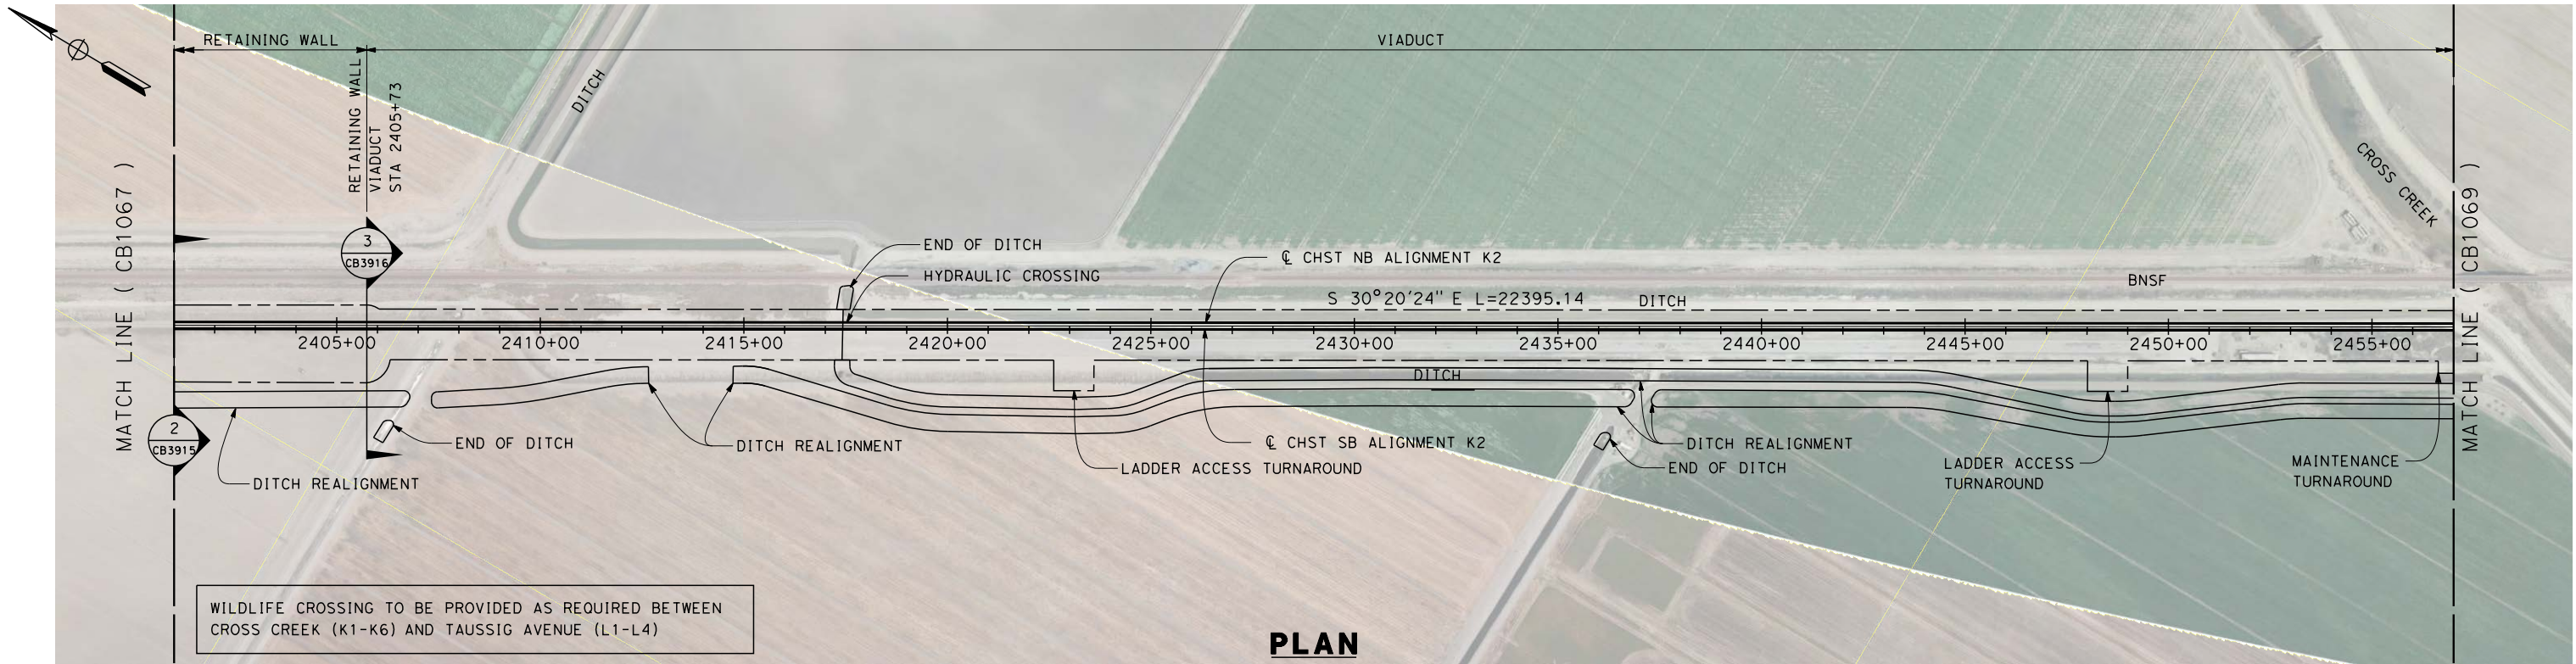 RETAINING WALL
VIADUCT
RETAINING WALL
VIADUCT
STA 2405+73
DITCH
MATCH LINE ( CB1067 )
3
CB3916
END OF DITCH
HYDRAULIC CROSSING
℄ CHST NB ALIGNMENT K2
S 30°20'24" E L=22395.14
DITCH
BNSF
CROSS CREEK
MATCH LINE ( CB1069 )
2405+00
2410+00
2415+00
2420+00
2425+00
2430+00
2435+00
2440+00
2445+00
2450+00
2455+00
DITCH
2
CB3915
DITCH REALIGNMENT
END OF DITCH
DITCH REALIGNMENT
LADDER ACCESS TURNAROUND
℄ CHST SB ALIGNMENT K2
DITCH REALIGNMENT
END OF DITCH
LADDER ACCESS
TURNAROUND
MAINTENANCE
TURNAROUND
WILDLIFE CROSSING TO BE PROVIDED AS REQUIRED BETWEEN
CROSS CREEK (K1-K6) AND TAUSSIG AVENUE (L1-L4)
PLAN